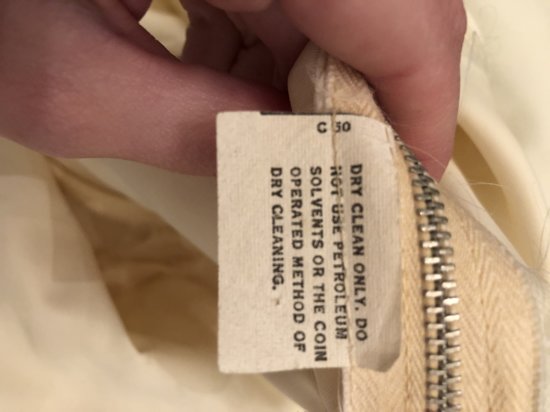 C 50
DRY CLEAN ONLY. DO
NOT USE PETROLEUM
SOLVENTS OR THE COIN
OPERATED METHOD OF
DRY CLEANING.